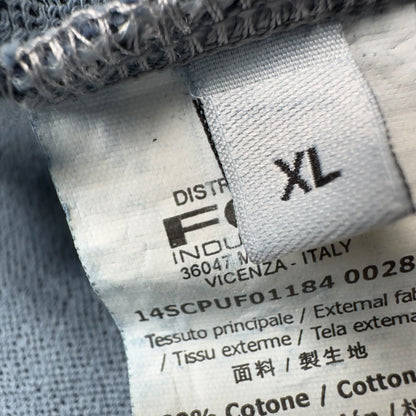 XL
DISTR
INDU
36047 M
VICENZA - ITALY
14SCPUF01184 0028
Tessuto principale / External fab
/ Tissu externe / Tela externa
面料 / 製生地
% Cotone / Cotton